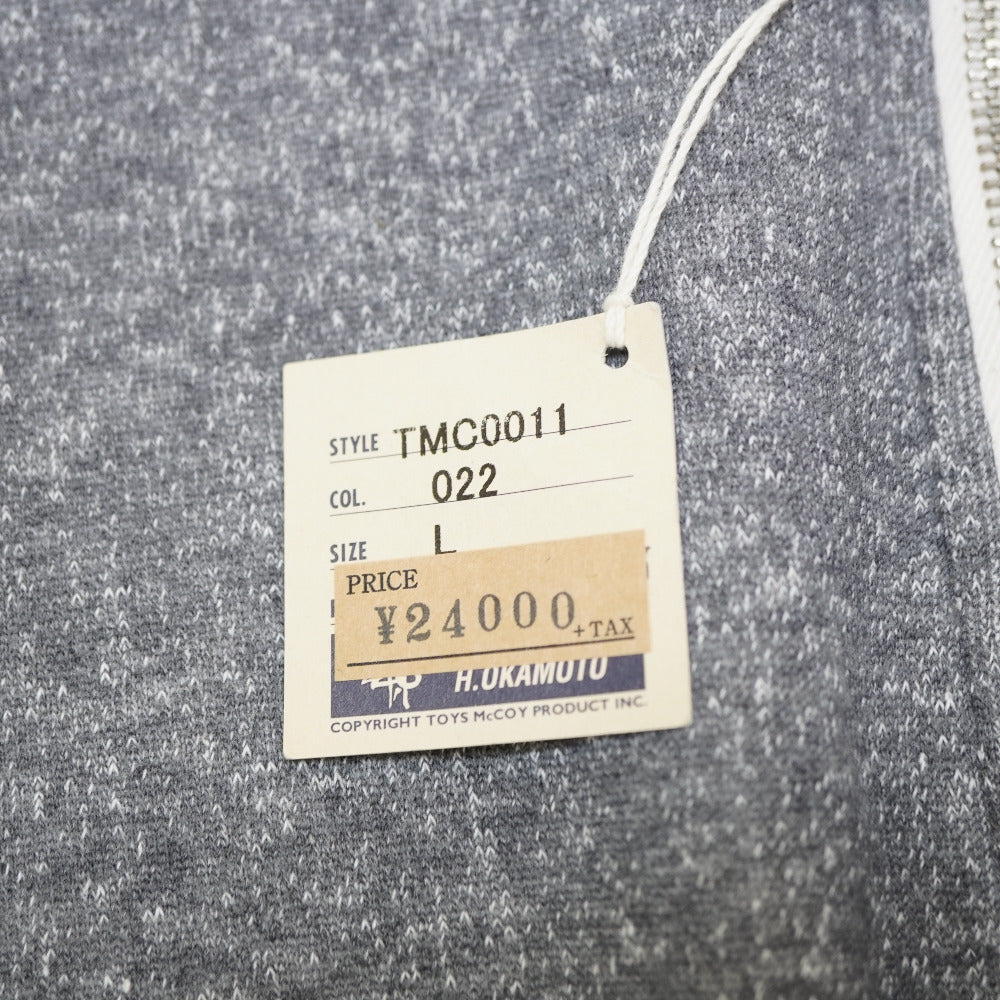 STYLE TMC0011
COL. 022
SIZE L
PRICE
¥24000 +TAX
H.OKAMOTO
COPYRIGHT TOYS McCOY PRODUCT INC.